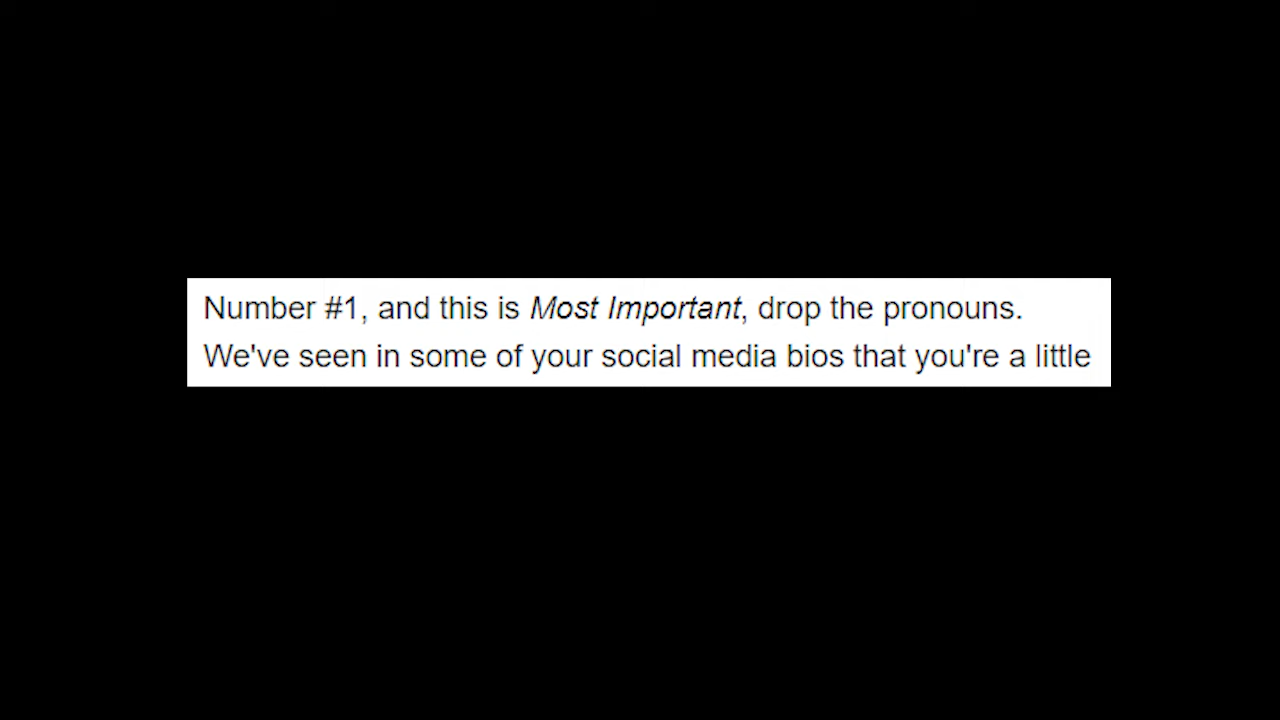 Number #1, and this is Most Important, drop the pronouns.
We've seen in some of your social media bios that you're a little